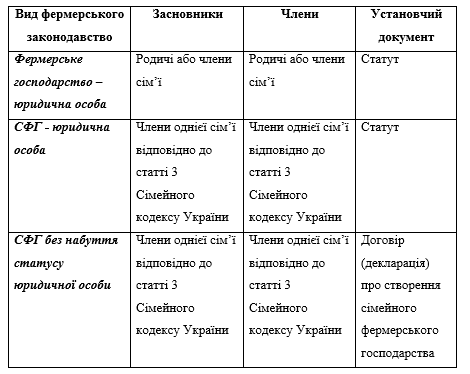 Вид фермерського
законодавство
Засновники
Члени
Установчий
документ
Фермерське
господарство –
юридична особа
Родичі або члени
сім’ї
Родичі або члени
сім’ї
Статут
СФГ - юридична
особа
Члени однієї сім’ї
відповідно до
статті 3
Сімейного
кодексу України
Члени однієї сім’ї
відповідно до
статті 3
Сімейного
кодексу України
Статут
СФГ без набуття
статусу
юридичної особи
Члени однієї сім’ї
відповідно до
статті 3
Сімейного
кодексу України
Члени однієї сім’ї
відповідно до
статті 3
Сімейного
кодексу України
Договір
(декларація)
про створення
сімейного
фермерського
господарства